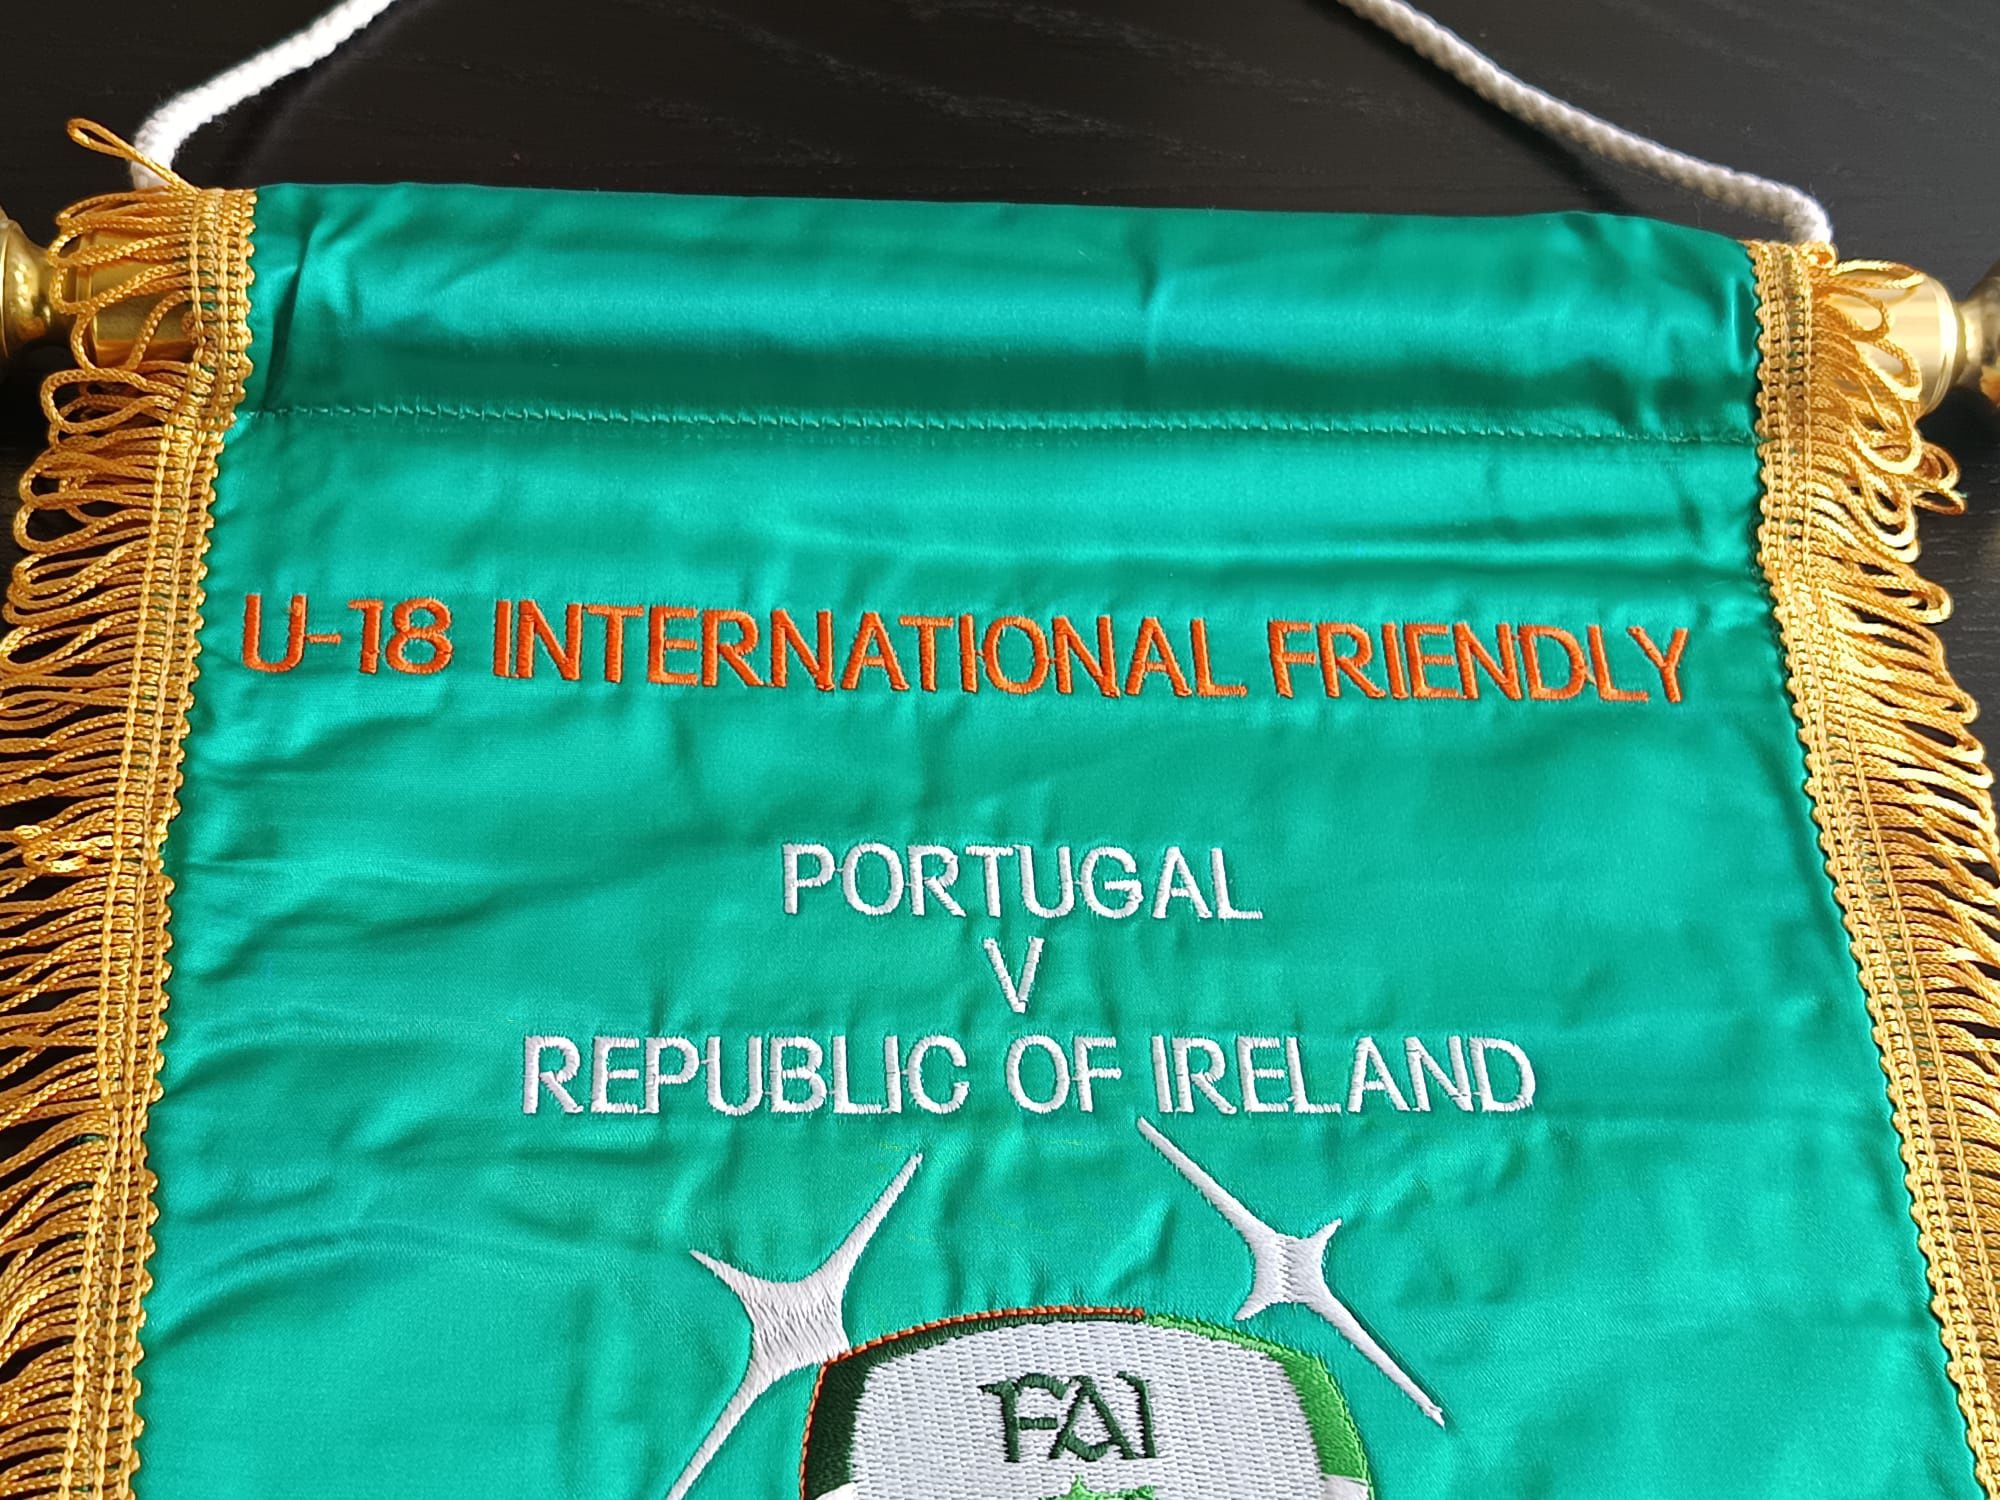 U-18 INTERNATIONAL FRIENDLY
PORTUGAL
V
REPUBLIC OF IRELAND
FAI